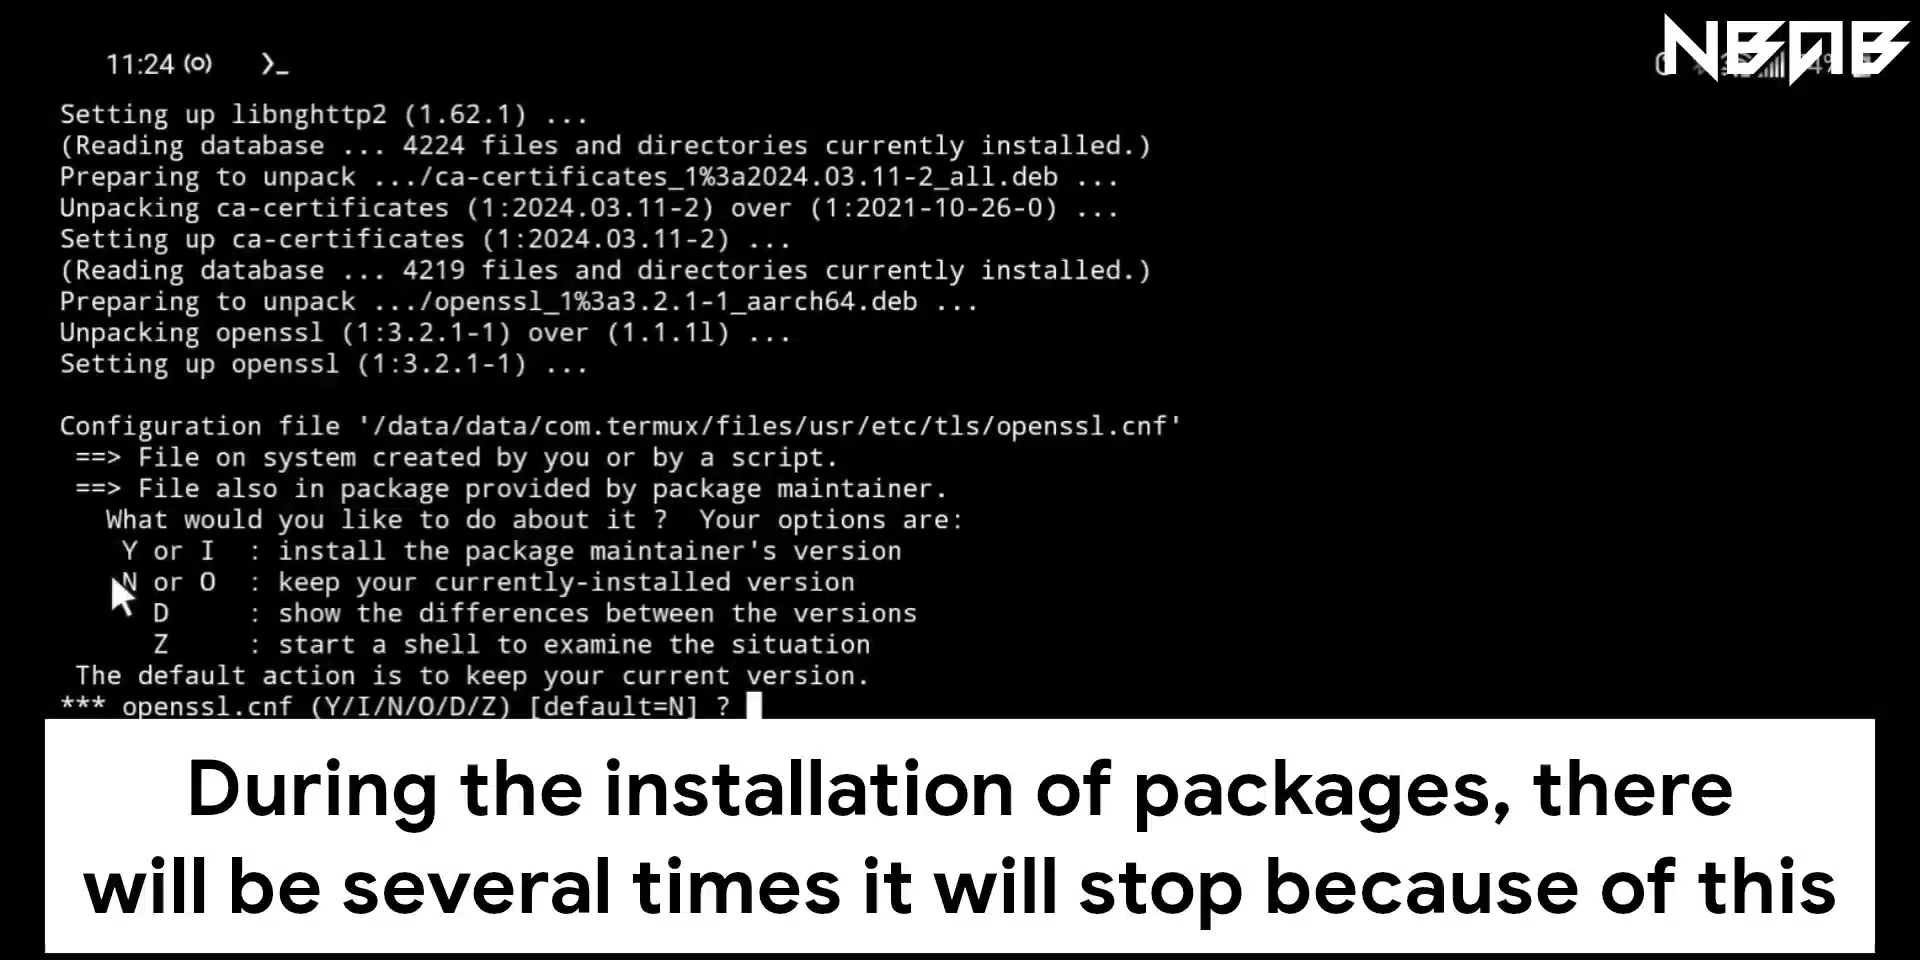 11:24
NBAB
Setting up libnghttp2 (1.62.1) ...
(Reading database ... 4224 files and directories currently installed.)
Preparing to unpack .../ca-certificates_1%3a2024.03.11-2_all.deb ...
Unpacking ca-certificates (1:2024.03.11-2) over (1:2021-10-26-0) ...
Setting up ca-certificates (1:2024.03.11-2) ...
(Reading database ... 4219 files and directories currently installed.)
Preparing to unpack .../openssl_1%3a3.2.1-1_aarch64.deb ...
Unpacking openssl (1:3.2.1-1) over (1.1.1l) ...
Setting up openssl (1:3.2.1-1) ...
Configuration file '/data/data/com.termux/files/usr/etc/tls/openssl.cnf'
==> File on system created by you or by a script.
==> File also in package provided by package maintainer.
What would you like to do about it ?  Your options are:
Y or I  : install the package maintainer's version
N or O  : keep your currently-installed version
D     : show the differences between the versions
Z     : start a shell to examine the situation
The default action is to keep your current version.
*** openssl.cnf (Y/I/N/O/D/Z) [default=N] ?
During the installation of packages, there
will be several times it will stop because of this